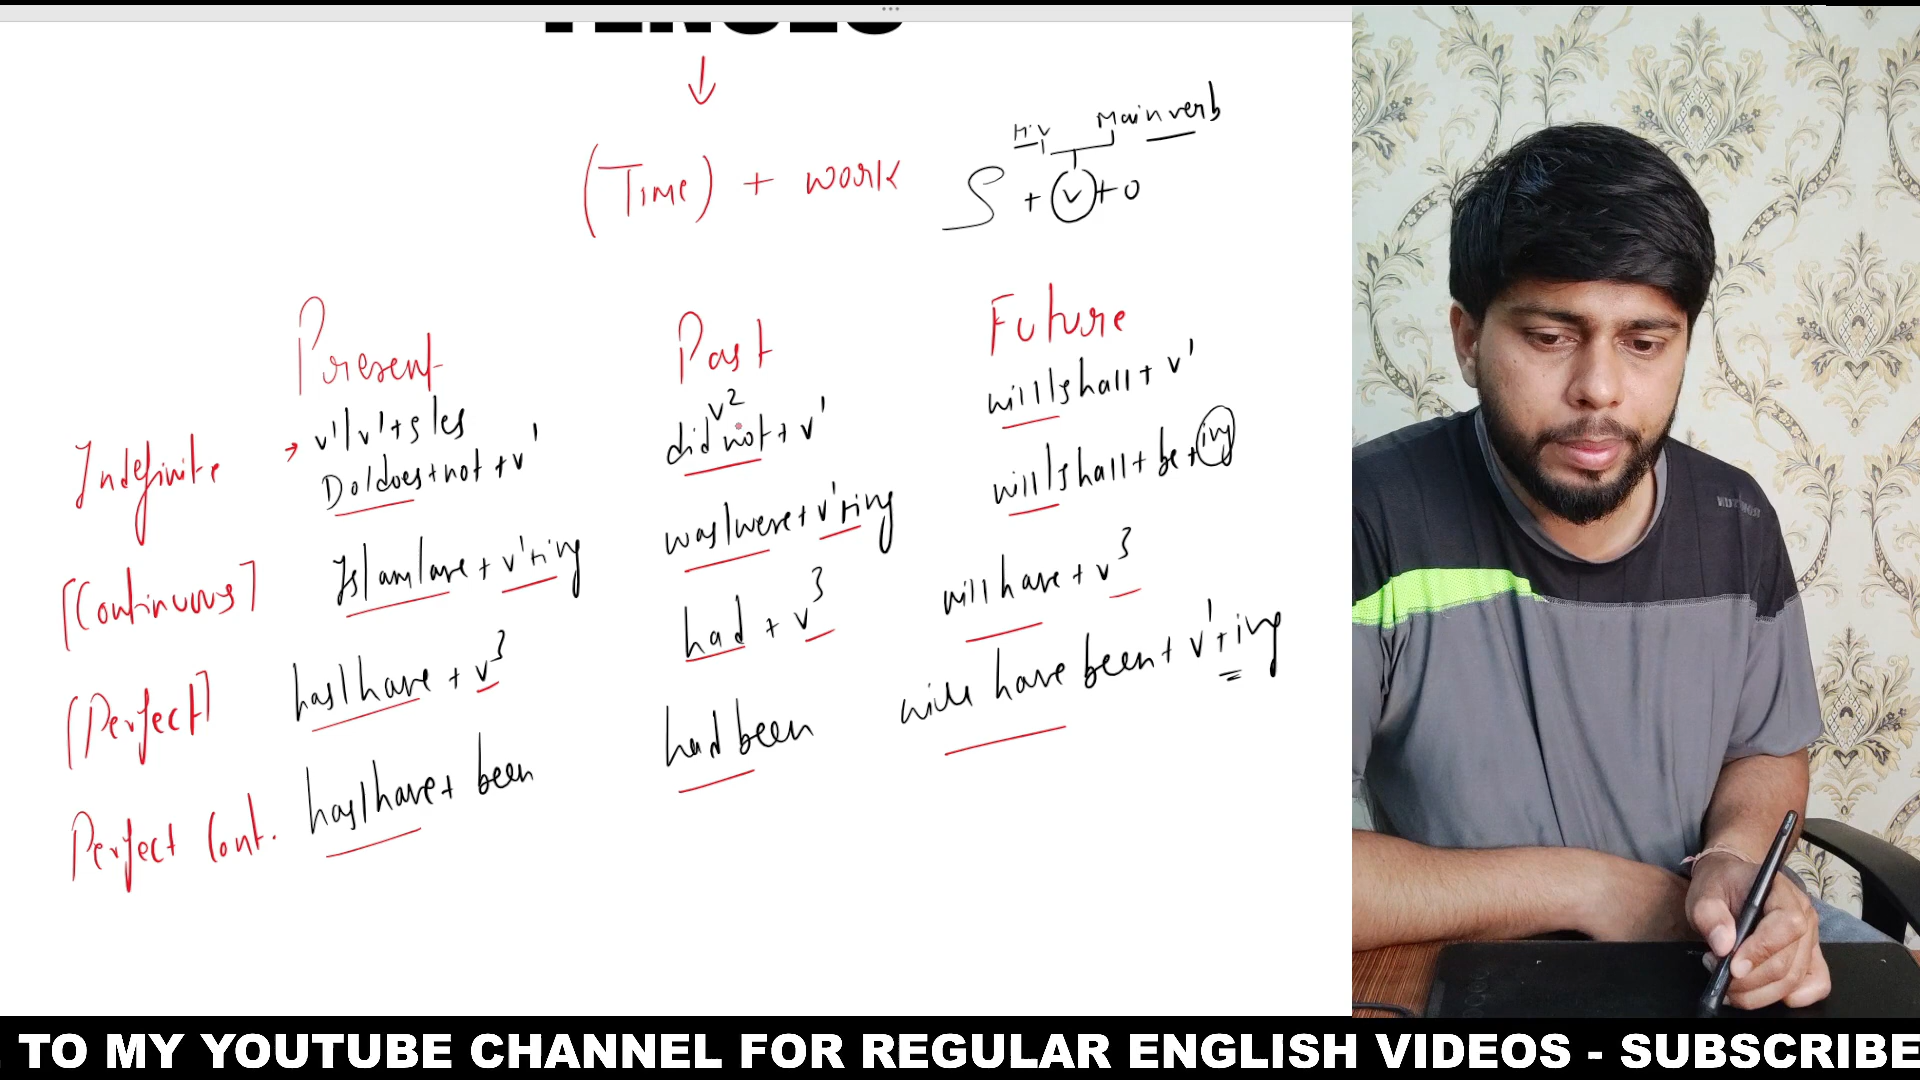 TENSES
(Time) + work
H.V Main verb
S + V + O
Present Past Future
Indefinite
v¹/v¹+s/es
Do/does+not+v¹
v²
did not+v¹
will/shall+v¹
[Continuous]
Is/am/are+v¹+ing
was/were+v¹+ing
will/shall+be+ing
[Perfect]
has/have+v³
had+v³
will have+v³
Perfect Cont.
has/have+been
had been
will have been+v¹+ing
TO MY YOUTUBE CHANNEL FOR REGULAR ENGLISH VIDEOS - SUBSCRIBE